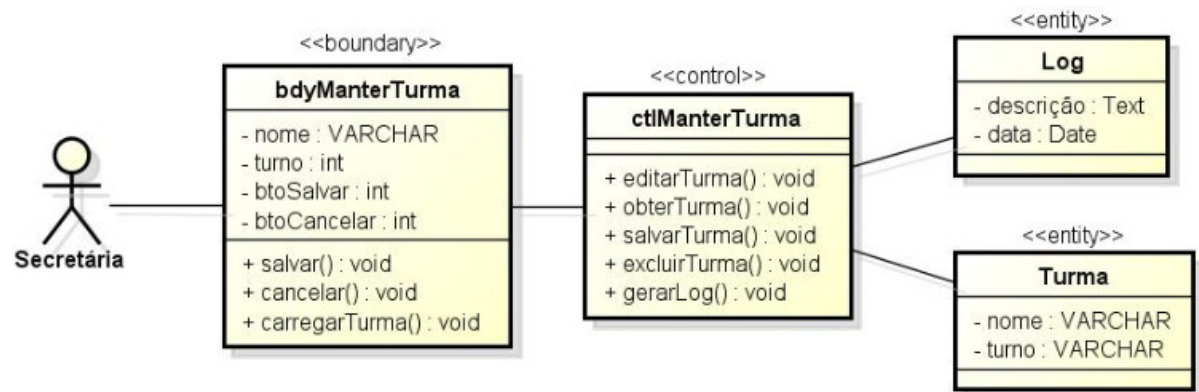 Secretária
<<boundary>>
bdyManterTurma
- nome : VARCHAR
- turno : int
- btoSalvar : int
- btoCancelar : int
+ salvar() : void
+ cancelar() : void
+ carregarTurma() : void
<<control>>
ctlManterTurma
+ editarTurma() : void
+ obterTurma() : void
+ salvarTurma() : void
+ excluirTurma() : void
+ gerarLog() : void
<<entity>>
Log
- descrição : Text
- data : Date
<<entity>>
Turma
- nome : VARCHAR
- turno : VARCHAR